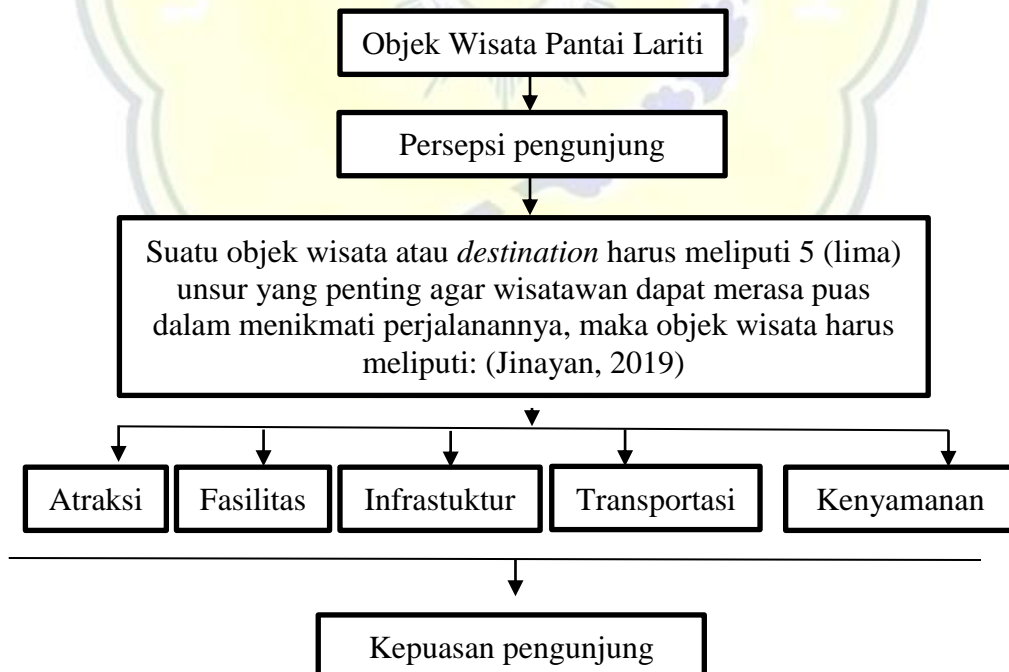 Objek Wisata Pantai Lariti
Persepsi pengunjung
Suatu objek wisata atau destination harus meliputi 5 (lima)
unsur yang penting agar wisatawan dapat merasa puas
dalam menikmati perjalanannya, maka objek wisata harus
meliputi: (Jinayan, 2019)
Atraksi
Fasilitas
Infrastuktur
Transportasi
Kenyamanan
Kepuasan pengunjung